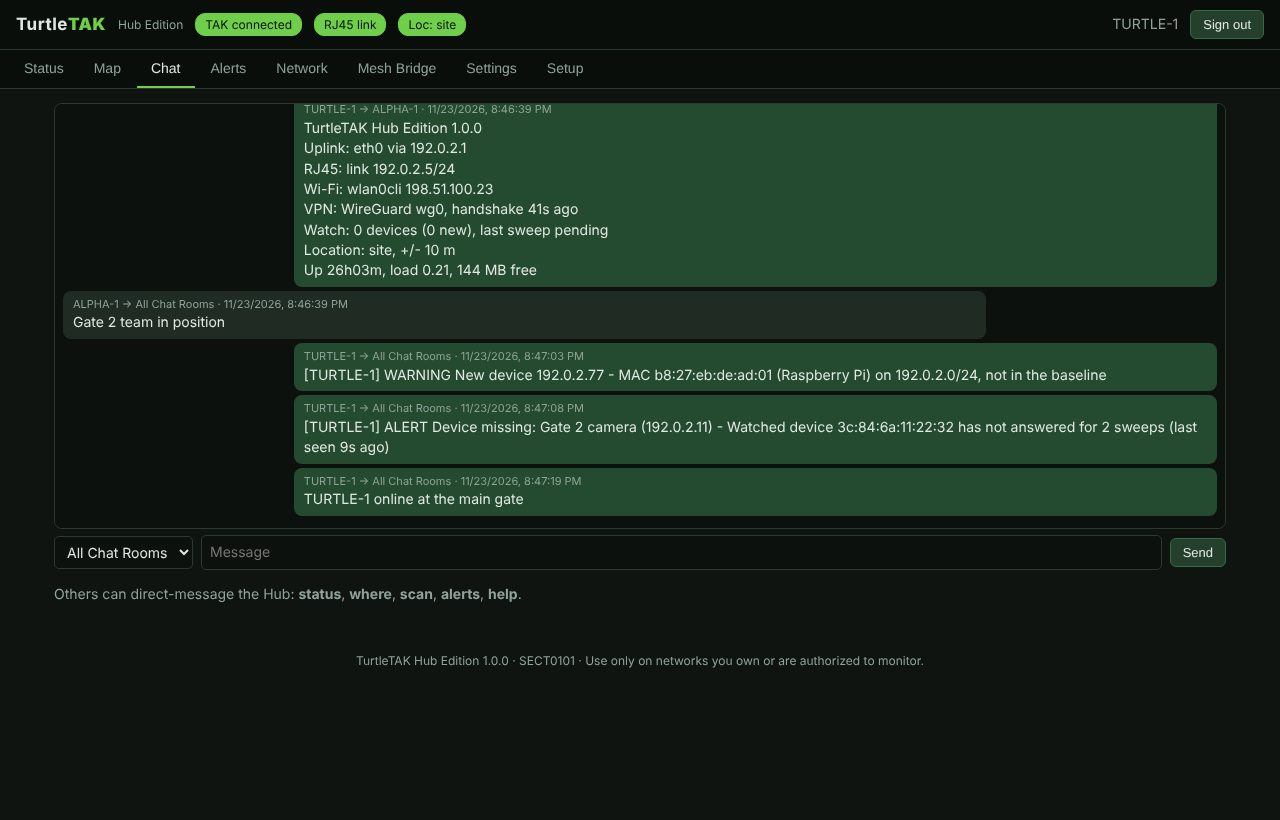 TurtleTAK Hub Edition TAK connected RJ45 link Loc: site TURTLE-1 Sign out
Status Map Chat Alerts Network Mesh Bridge Settings Setup
TURTLE-1 → ALPHA-1 · 11/23/2026, 8:46:39 PM
TurtleTAK Hub Edition 1.0.0
Uplink: eth0 via 192.0.2.1
RJ45: link 192.0.2.5/24
Wi-Fi: wlan0cli 198.51.100.23
VPN: WireGuard wg0, handshake 41s ago
Watch: 0 devices (0 new), last sweep pending
Location: site, +/- 10 m
Up 26h03m, load 0.21, 144 MB free
ALPHA-1 → All Chat Rooms · 11/23/2026, 8:46:39 PM
Gate 2 team in position
TURTLE-1 → All Chat Rooms · 11/23/2026, 8:47:03 PM
[TURTLE-1] WARNING New device 192.0.2.77 - MAC b8:27:eb:de:ad:01 (Raspberry Pi) on 192.0.2.0/24, not in the baseline
TURTLE-1 → All Chat Rooms · 11/23/2026, 8:47:08 PM
[TURTLE-1] ALERT Device missing: Gate 2 camera (192.0.2.11) - Watched device 3c:84:6a:11:22:32 has not answered for 2 sweeps (last
seen 9s ago)
TURTLE-1 → All Chat Rooms · 11/23/2026, 8:47:19 PM
TURTLE-1 online at the main gate
All Chat Rooms Message Send
Others can direct-message the Hub: status, where, scan, alerts, help.
TurtleTAK Hub Edition 1.0.0 · SECT0101 · Use only on networks you own or are authorized to monitor.